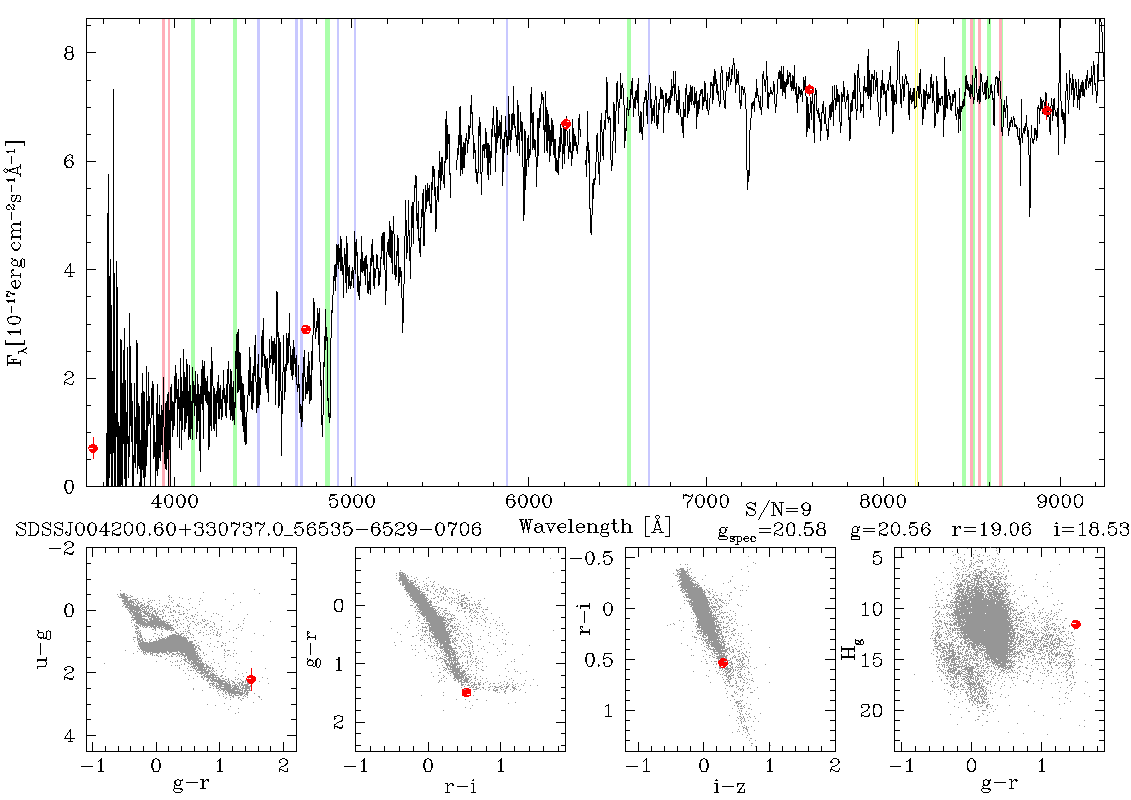 8
6
4
2
0
F_λ[10⁻¹⁷erg cm⁻²s⁻¹Å⁻¹]
4000 5000 6000 7000 8000 9000
S/N=9
SDSSJ004200.60+330737.0_56535-6529-0706 Wavelength [Å] g_spec=20.58 g=20.56 r=19.06 i=18.53
-2
0
2
4
u-g
-1 0 1 2
g-r
0
1
2
g-r
-1 0 1 2
r-i
-0.5
0
0.5
1
r-i
-1 0 1 2
i-z
5
10
15
20
H_g
-1 0 1
g-r